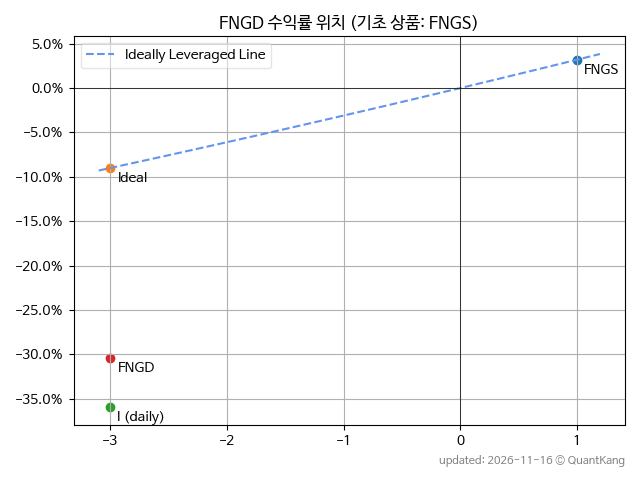 FNGD 수익률 위치 (기초 상품: FNGS)
Ideally Leveraged Line
5.0%
0.0%
−5.0%
−10.0%
−15.0%
−20.0%
−25.0%
−30.0%
−35.0%
FNGS
Ideal
FNGD
I (daily)
−3
−2
−1
0
1
updated: 2026-11-16 © QuantKang